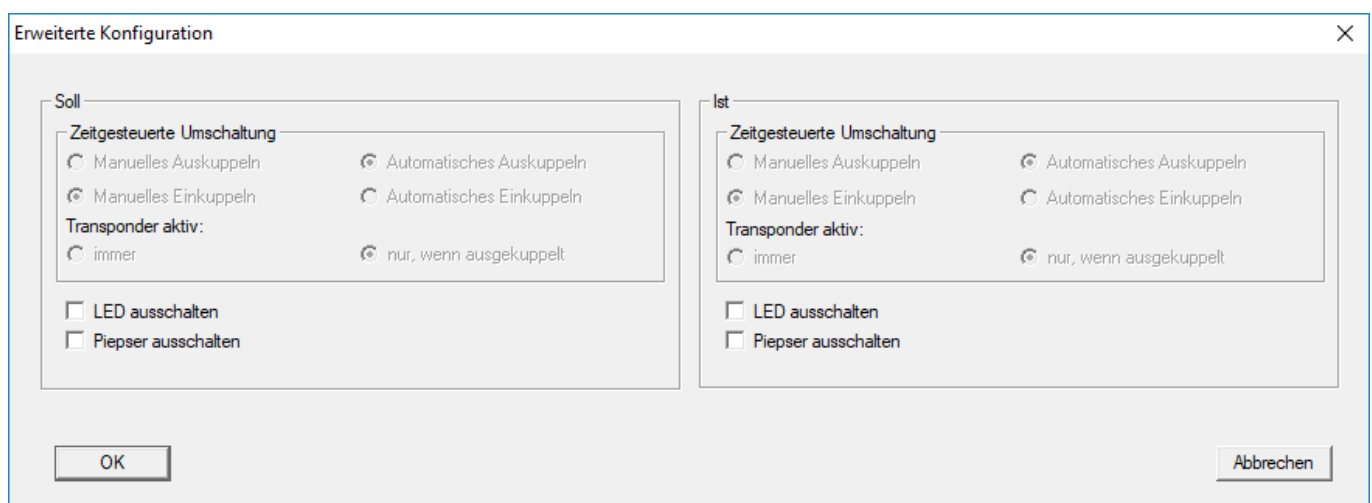 Erweiterte Konfiguration
Soll
Zeitgesteuerte Umschaltung
Manuelles Auskuppeln Automatisches Auskuppeln
Manuelles Einkuppeln Automatisches Einkuppeln
Transponder aktiv:
immer nur, wenn ausgekuppelt
LED ausschalten
Piepser ausschalten
Ist
Zeitgesteuerte Umschaltung
Manuelles Auskuppeln Automatisches Auskuppeln
Manuelles Einkuppeln Automatisches Einkuppeln
Transponder aktiv:
immer nur, wenn ausgekuppelt
LED ausschalten
Piepser ausschalten
OK Abbrechen